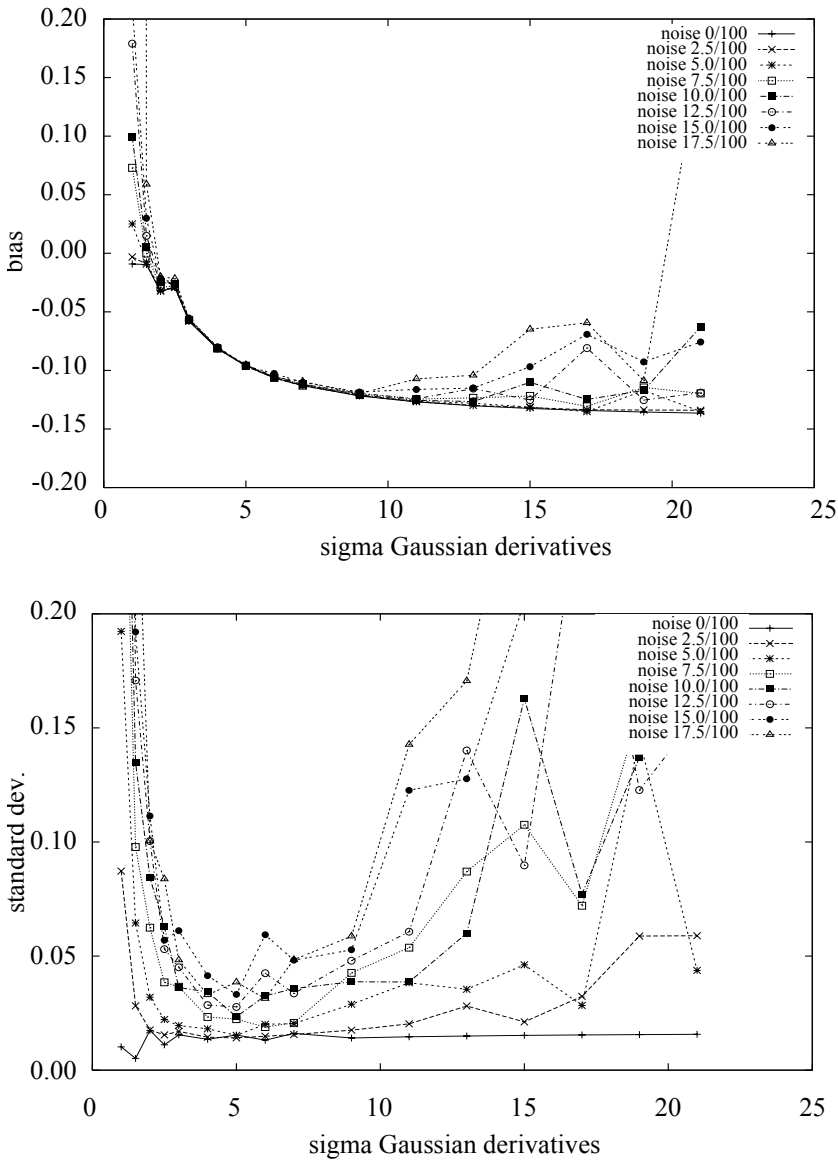 0.20
0.15
0.10
0.05
0.00
-0.05
-0.10
-0.15
-0.20
bias
0 5 10 15 20 25
sigma Gaussian derivatives
noise 0/100
noise 2.5/100
noise 5.0/100
noise 7.5/100
noise 10.0/100
noise 12.5/100
noise 15.0/100
noise 17.5/100
0.20
0.15
0.10
0.05
0.00
standard dev.
0 5 10 15 20 25
sigma Gaussian derivatives
noise 0/100
noise 2.5/100
noise 5.0/100
noise 7.5/100
noise 10.0/100
noise 12.5/100
noise 15.0/100
noise 17.5/100